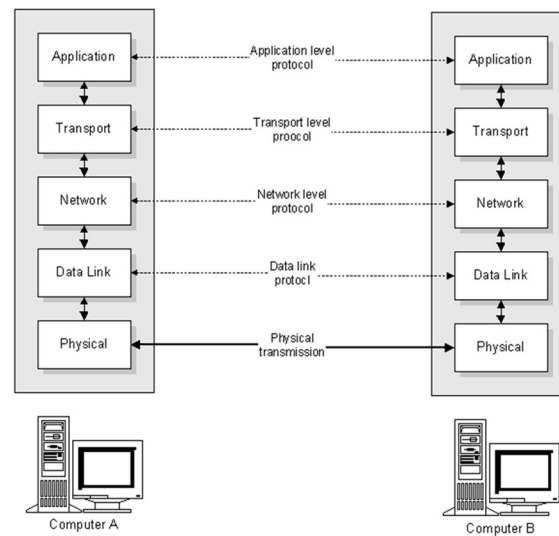 Application
Application level
protocol
Application
Transport
Transport level
proocol
Transport
Network
Network level
protocol
Network
Data Link
Data link
protocl
Data Link
Physical
Physical
transmission
Physical
Computer A
Computer B